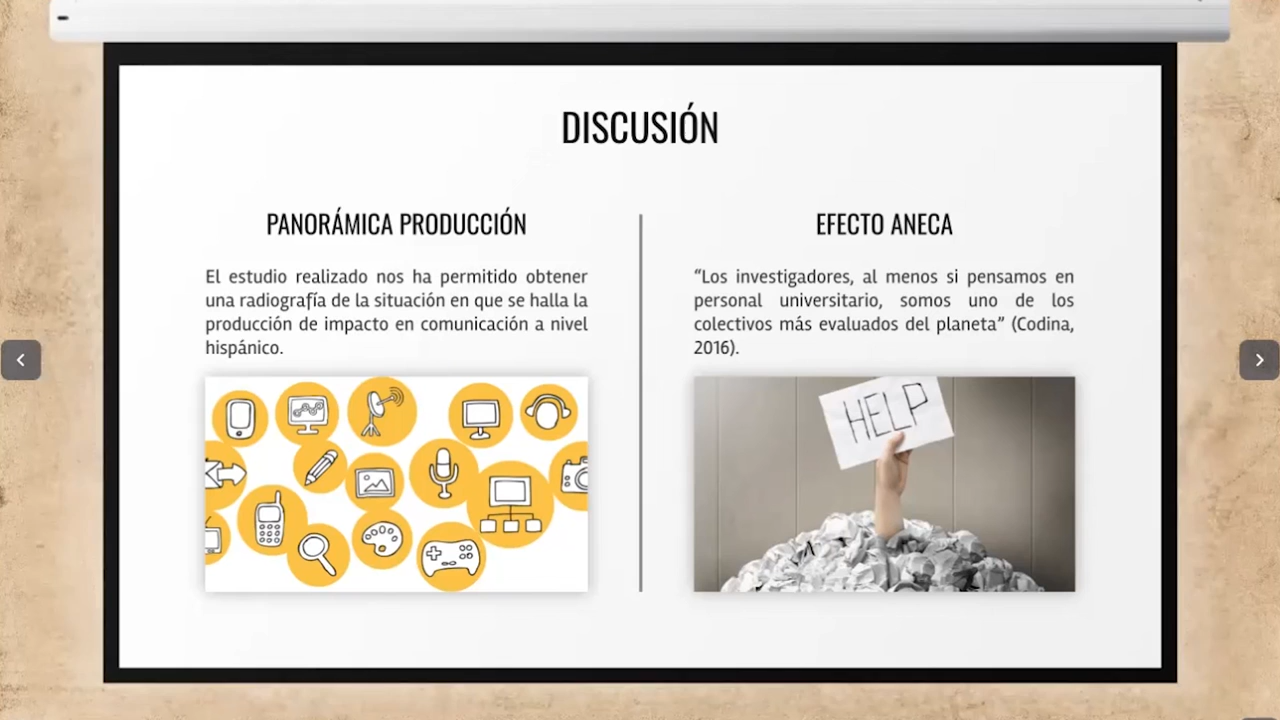 DISCUSIÓN
PANORÁMICA PRODUCCIÓN
El estudio realizado nos ha permitido obtener
una radiografía de la situación en que se halla la
producción de impacto en comunicación a nivel
hispánico.
EFECTO ANECA
“Los investigadores, al menos si pensamos en
personal universitario, somos uno de los
colectivos más evaluados del planeta” (Codina,
2016).
HELP